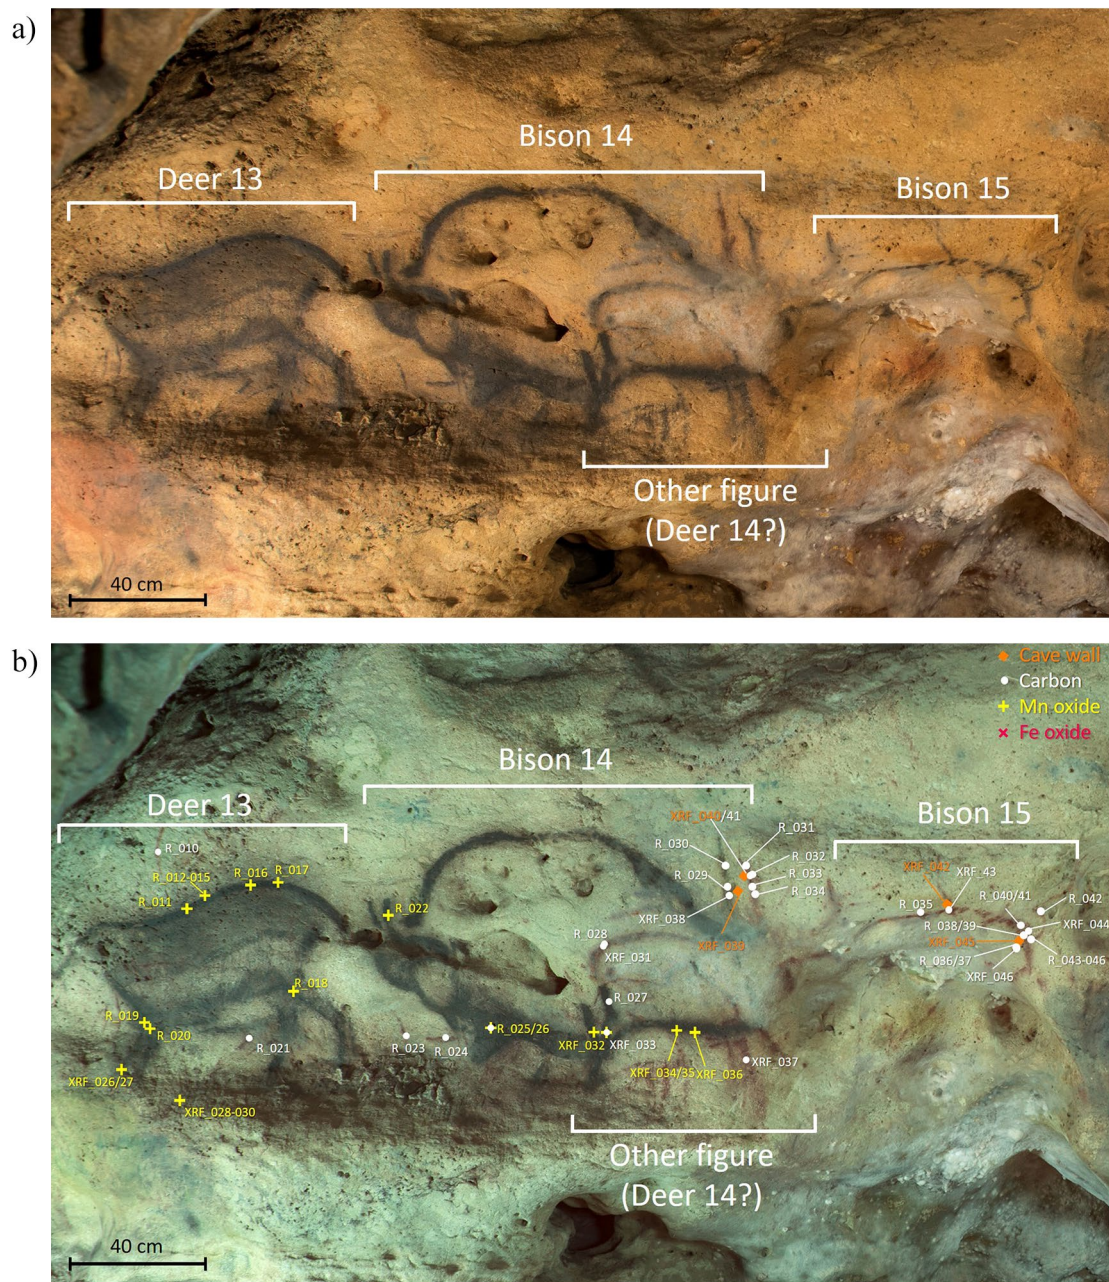 a)
Deer 13
Bison 14
Bison 15
Other figure
(Deer 14?)
40 cm
b)
Cave wall
Carbon
Mn oxide
Fe oxide
Bison 14
Deer 13
Bison 15
XRF_040/41
R_010
R_012-015
R_016
R_017
R_011
R_022
R_030
R_031
R_032
R_029
R_033
R_034
XRF_038
XRF_039
XRF_042
XRF_43
R_035
R_040/41
R_042
R_038/39
XRF_044
XRF_045
R_036/37
R_043-046
XRF_046
R_028
XRF_031
R_018
R_027
R_019
R_020
R_021
R_023
R_024
R_025/26
XRF_032
XRF_033
XRF_034/35
XRF_036
XRF_037
XRF_026/27
XRF_028-030
Other figure
(Deer 14?)
40 cm